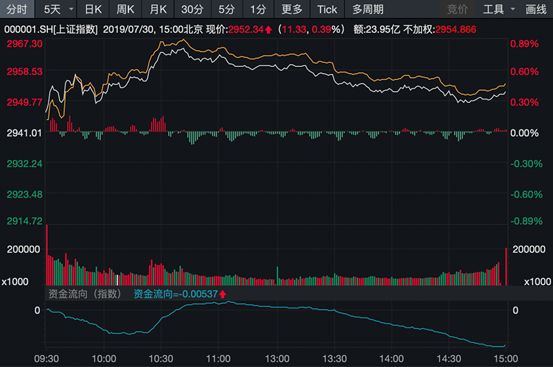 分时 5天 日K 周K 月K 30分 5分 1分 更多 Tick 多周期 竞价 工具 画线
000001.SH[上证指数] 2019/07/30, 15:00北京 现价:2952.34 (11.33, 0.39%) 额:23.95亿 不加权:2954.866
2967.30 0.89%
2958.53 0.60%
2949.77 0.30%
2941.01 0.00%
2932.24 -0.30%
2923.48 -0.60%
2914.72 -0.89%
200000 200000
x1000 x1000
资金流向（指数） 资金流向=-0.00537
0 0
09:30 10:00 10:30 11:00 13:00 13:30 14:00 14:30 15:00